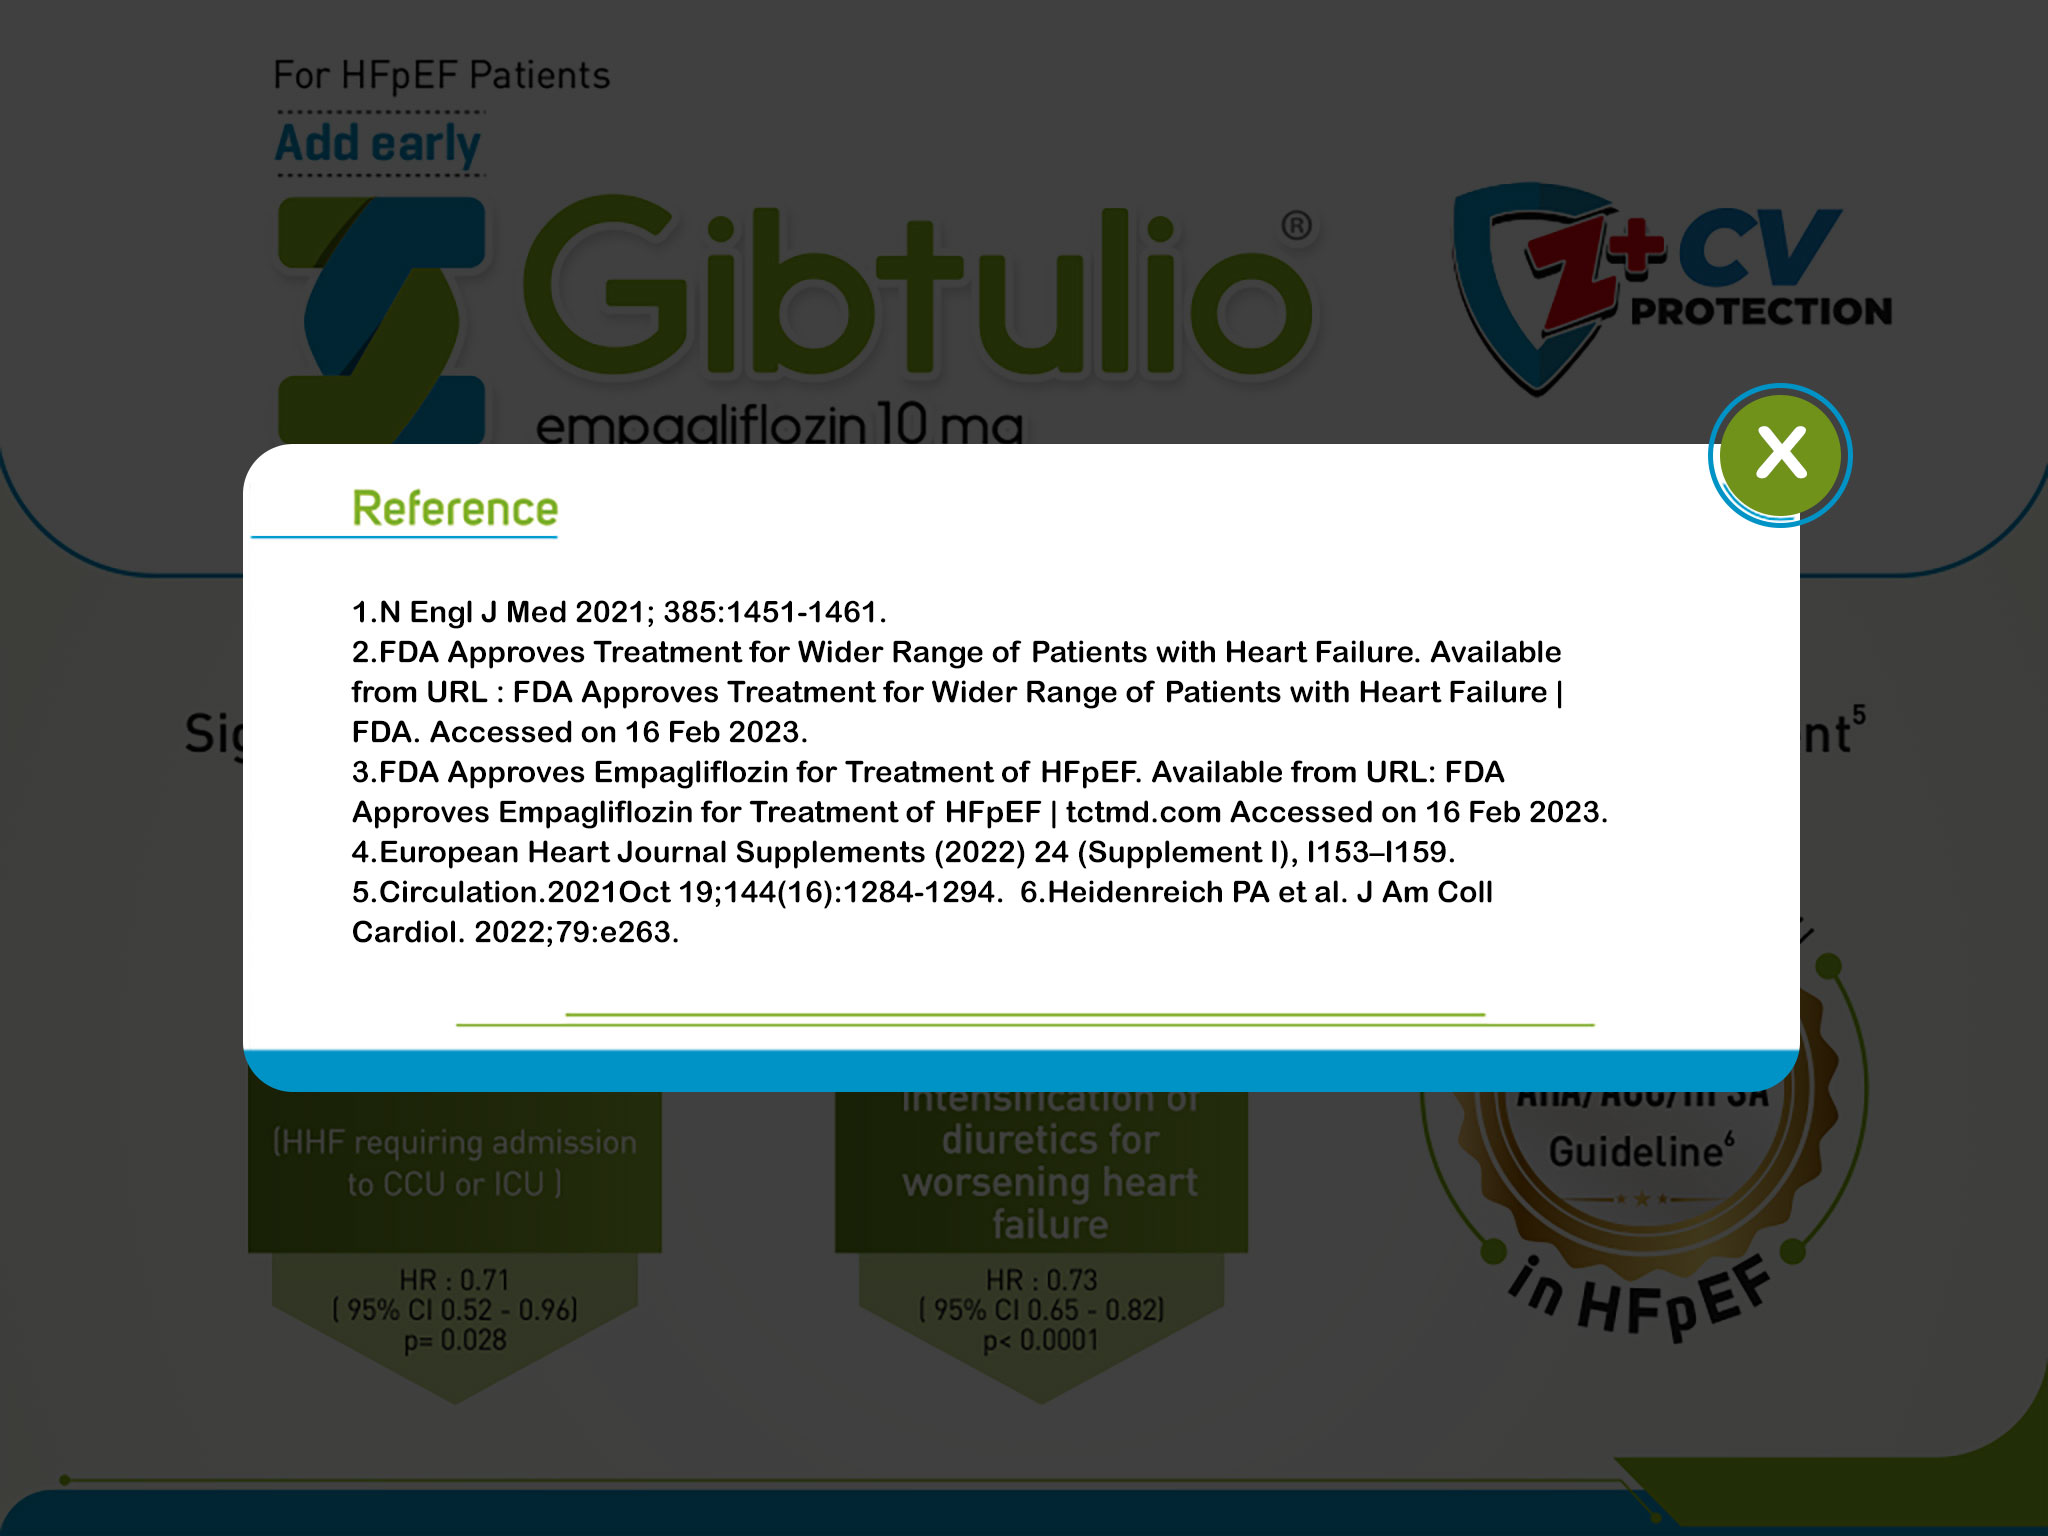 For HFpEF Patients
Add early
Gibtulio®
empagliflozin 10 mg
Z+ CV
PROTECTION
X
Reference
1.N Engl J Med 2021; 385:1451-1461.
2.FDA Approves Treatment for Wider Range of Patients with Heart Failure. Available
from URL : FDA Approves Treatment for Wider Range of Patients with Heart Failure |
FDA. Accessed on 16 Feb 2023.
3.FDA Approves Empagliflozin for Treatment of HFpEF. Available from URL: FDA
Approves Empagliflozin for Treatment of HFpEF | tctmd.com Accessed on 16 Feb 2023.
4.European Heart Journal Supplements (2022) 24 (Supplement I), I153–I159.
5.Circulation.2021Oct 19;144(16):1284-1294.  6.Heidenreich PA et al. J Am Coll
Cardiol. 2022;79:e263.
(HHF requiring admission
to CCU or ICU )
HR : 0.71
( 95% CI 0.52 - 0.96)
p= 0.028
intensification of
diuretics for
worsening heart
failure
HR : 0.73
( 95% CI 0.65 - 0.82)
p< 0.0001
AHA/ACC/HFSA
Guideline⁶
in HFpEF